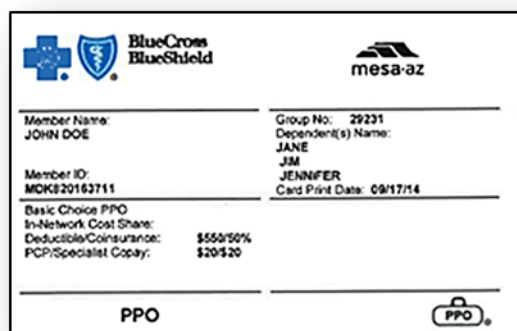 BlueCross
BlueShield
mesa·az
Member Name:
JOHN DOE
Member ID:
MDK820163711
Group No: 29231
Dependent(s) Name:
JANE
JIM
JENNIFER
Card Print Date: 09/17/14
Basic Choice PPO
In-Network Cost Share:
Deductible/Coinsurance: $550/50%
PCP/Specialist Copay: $20/$20
PPO
PPO